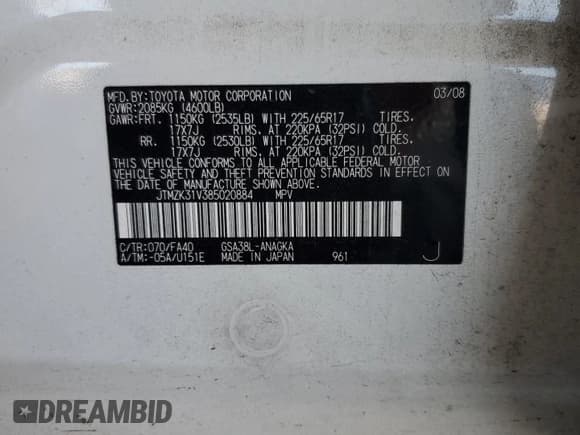 MFD.BY:TOYOTA MOTOR CORPORATION 03/08
GVWR:2085KG (4600LB)
GAWR:FRT. 1150KG (2535LB) WITH 225/65R17 TIRES.
17X7J RIMS. AT 220KPA (32PSI) COLD.
RR. 1150KG (2530LB) WITH 225/65R17 TIRES.
17X7J RIMS. AT 220KPA (32PSI) COLD.
THIS VEHICLE CONFORMS TO ALL APPLICABLE FEDERAL MOTOR
VEHICLE SAFETY AND THEFT PREVENTION STANDARDS IN EFFECT
ON THE DATE OF MANUFACTURE SHOWN ABOVE.
JTMZK31V385020884 MPV
C/TR:070/FA40 GSA38L-ANAGKA
A/TM:-05A/U151E MADE IN JAPAN 961 J
DREAMBID